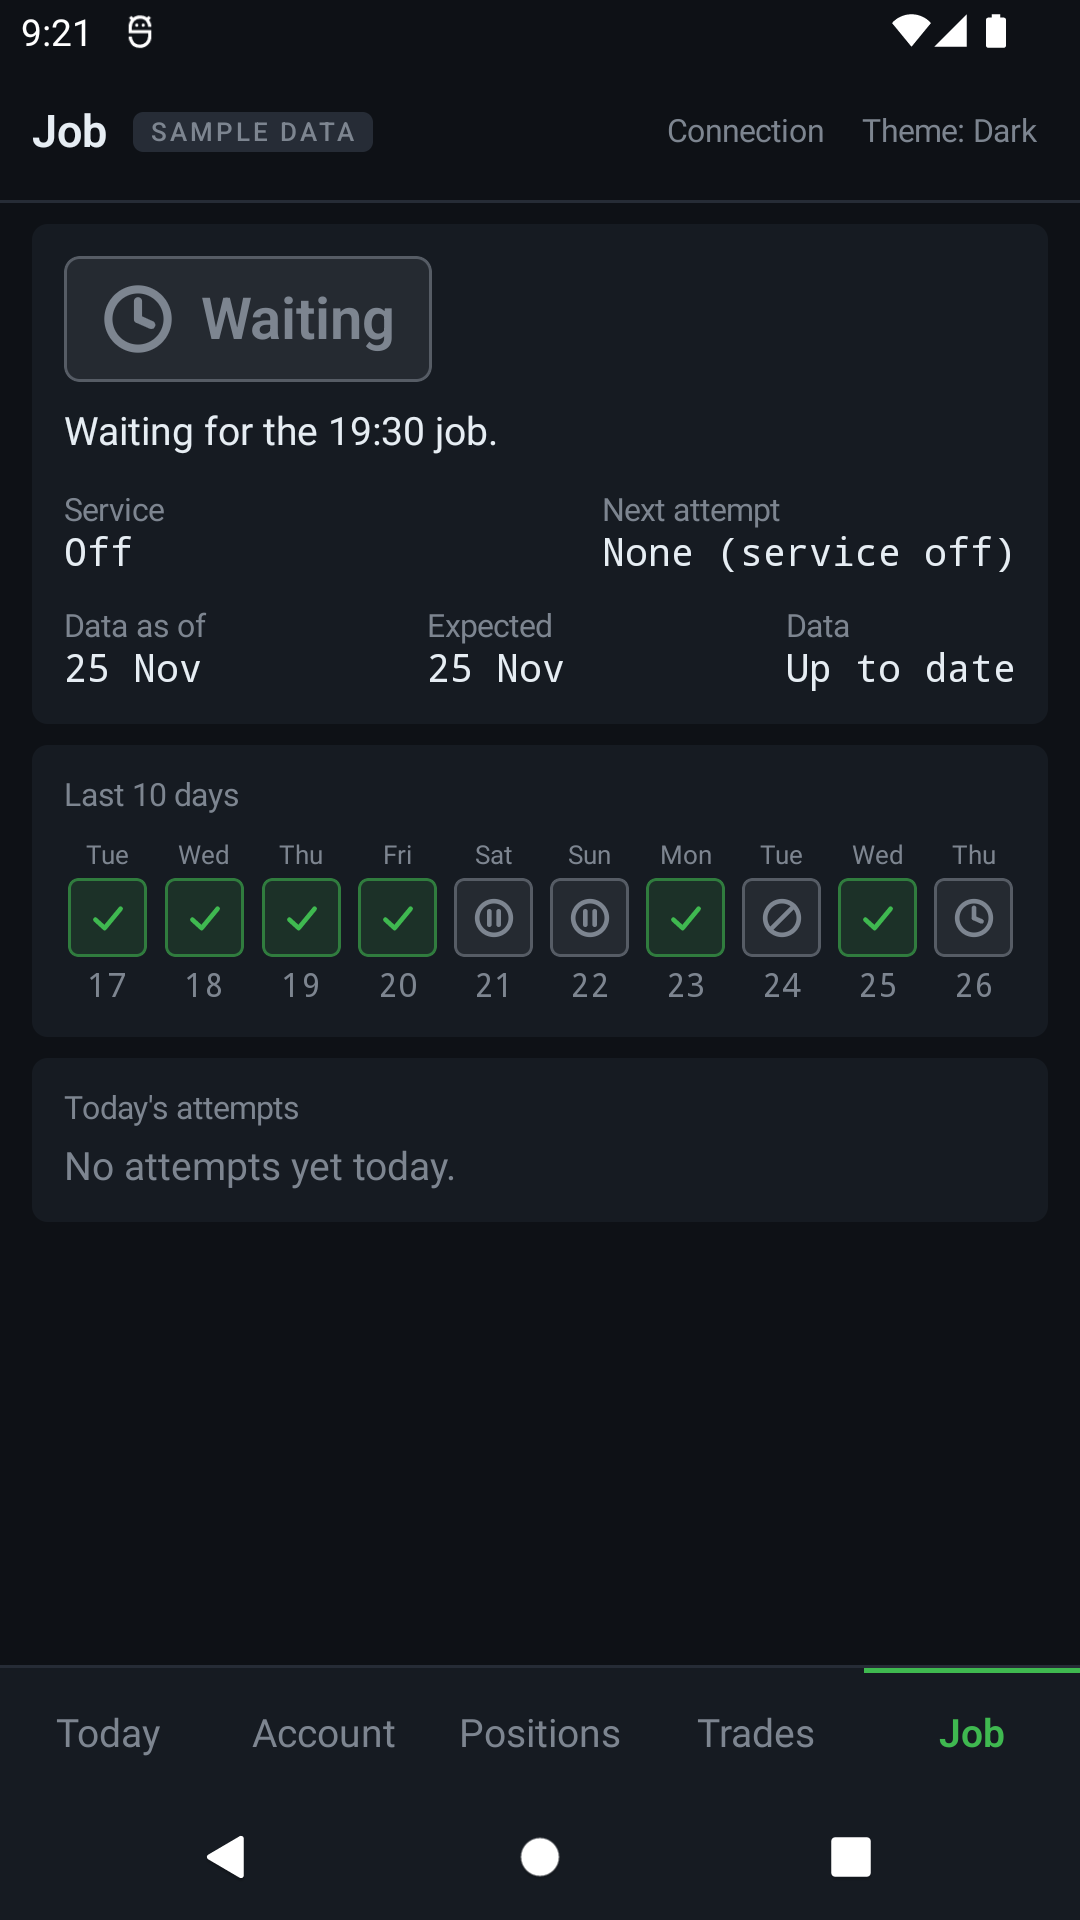 9:21
Job SAMPLE DATA Connection Theme: Dark
Waiting
Waiting for the 19:30 job.
Service Next attempt
Off None (service off)
Data as of Expected Data
25 Nov 25 Nov Up to date
Last 10 days
Tue Wed Thu Fri Sat Sun Mon Tue Wed Thu
17 18 19 20 21 22 23 24 25 26
Today's attempts
No attempts yet today.
Today Account Positions Trades Job